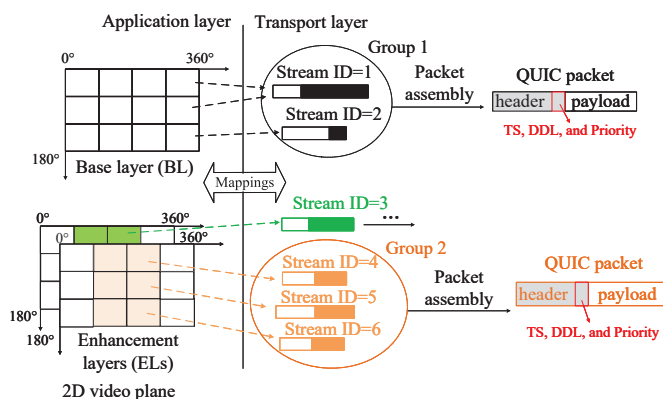 Application layer
Transport layer
0°
360°
Group 1
Stream ID=1
Stream ID=2
Packet
assembly
QUIC packet
header
payload
TS, DDL, and Priority
180°
Base layer (BL)
Mappings
0°
360°
Stream ID=3
...
0°
360°
Group 2
Stream ID=4
Stream ID=5
Stream ID=6
Packet
assembly
QUIC packet
header
payload
TS, DDL, and Priority
180°
180°
Enhancement
layers (ELs)
2D video plane